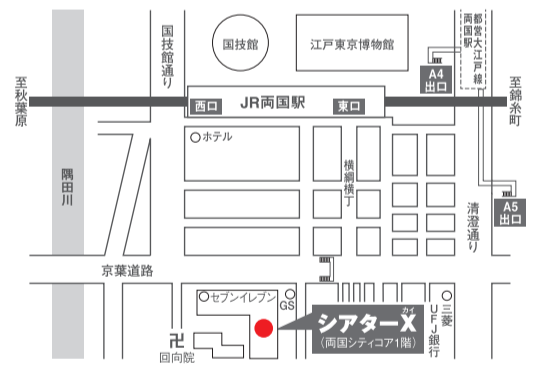 国技館通り
国技館
江戸東京博物館
都営大江戸線
両国駅
A4
出口
至秋葉原
西口
JR両国駅
東口
至錦糸町
ホテル
横綱横丁
隅田川
清澄通り
A5
出口
京葉道路
セブンイレブン
GS
シアターX
カイ
(両国シティコア1階)
三菱
UFJ銀行
卍
回向院